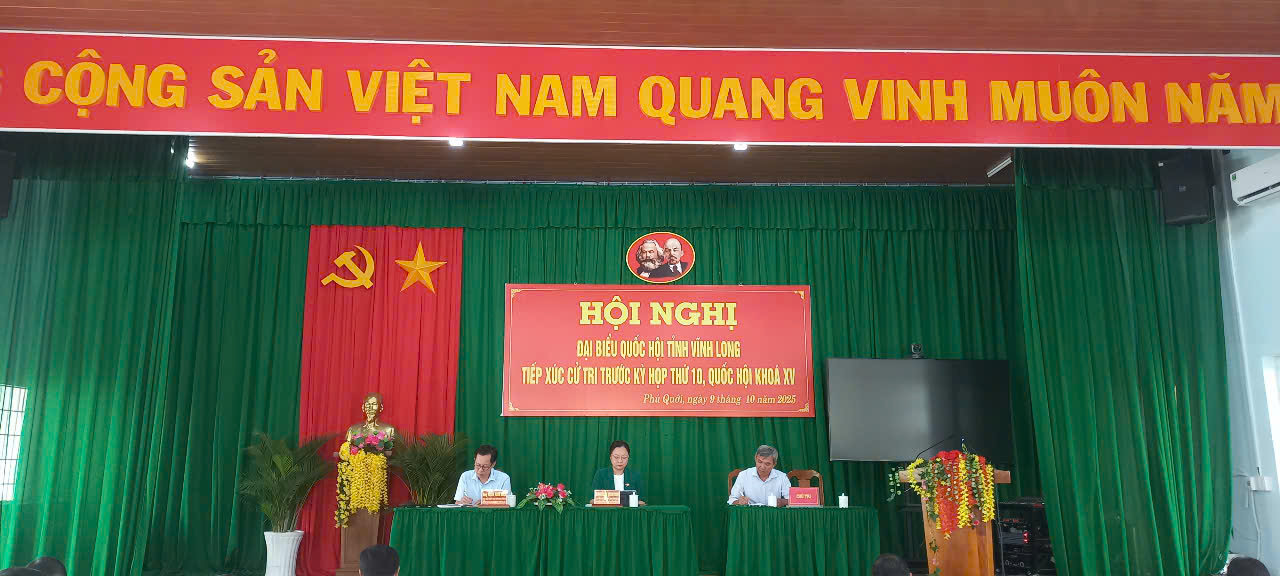 CỘNG SẢN VIỆT NAM QUANG VINH MUÔN NĂM
HỘI NGHỊ
ĐẠI BIỂU QUỐC HỘI TỈNH VĨNH LONG
TIẾP XÚC CỬ TRI TRƯỚC KỲ HỌP THỨ 10, QUỐC HỘI KHOÁ XV
Phú Quới, ngày 9 tháng 10 năm 2025
CHỦ TRÌ